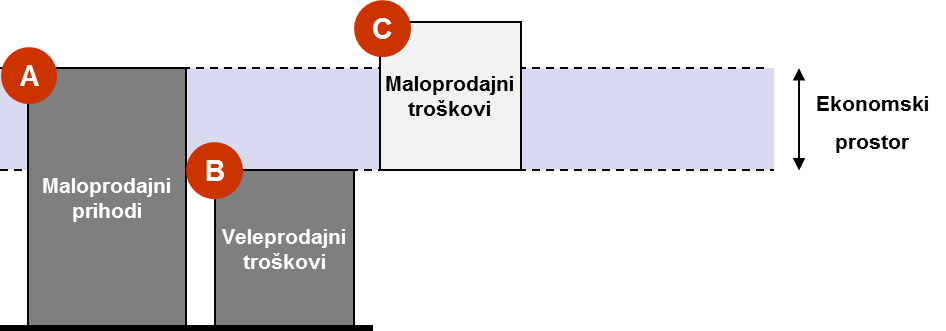 A
Maloprodajni
prihodi
B
Veleprodajni
troškovi
C
Maloprodajni
troškovi
Ekonomski
prostor